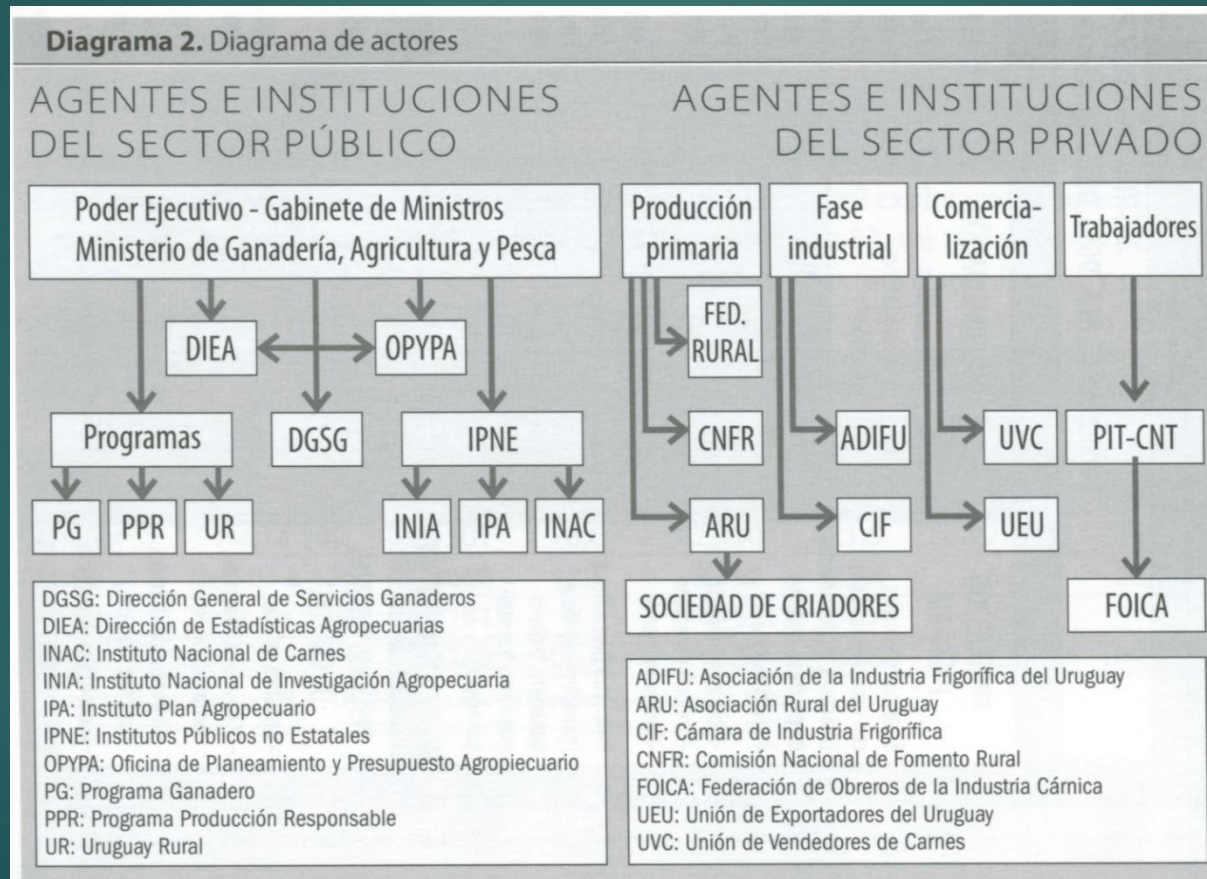 Diagrama 2. Diagrama de actores
AGENTES E INSTITUCIONES
DEL SECTOR PÚBLICO
Poder Ejecutivo - Gabinete de Ministros
Ministerio de Ganadería, Agricultura y Pesca
DIEA
OPYPA
Programas
DGSG
IPNE
PG
PPR
UR
INIA
IPA
INAC
DGSG: Dirección General de Servicios Ganaderos
DIEA: Dirección de Estadísticas Agropecuarias
INAC: Instituto Nacional de Carnes
INIA: Instituto Nacional de Investigación Agropecuaria
IPA: Instituto Plan Agropecuario
IPNE: Institutos Públicos no Estatales
OPYPA: Oficina de Planeamiento y Presupuesto Agropiecuario
PG: Programa Ganadero
PPR: Programa Producción Responsable
UR: Uruguay Rural
AGENTES E INSTITUCIONES
DEL SECTOR PRIVADO
Producción
primaria
Fase
industrial
Comercia-
lización
Trabajadores
FED.
RURAL
CNFR
ADIFU
UVC
PIT-CNT
ARU
CIF
UEU
SOCIEDAD DE CRIADORES
FOICA
ADIFU: Asociación de la Industria Frigorífica del Uruguay
ARU: Asociación Rural del Uruguay
CIF: Cámara de Industria Frigorífica
CNFR: Comisión Nacional de Fomento Rural
FOICA: Federación de Obreros de la Industria Cárnica
UEU: Unión de Exportadores del Uruguay
UVC: Unión de Vendedores de Carnes